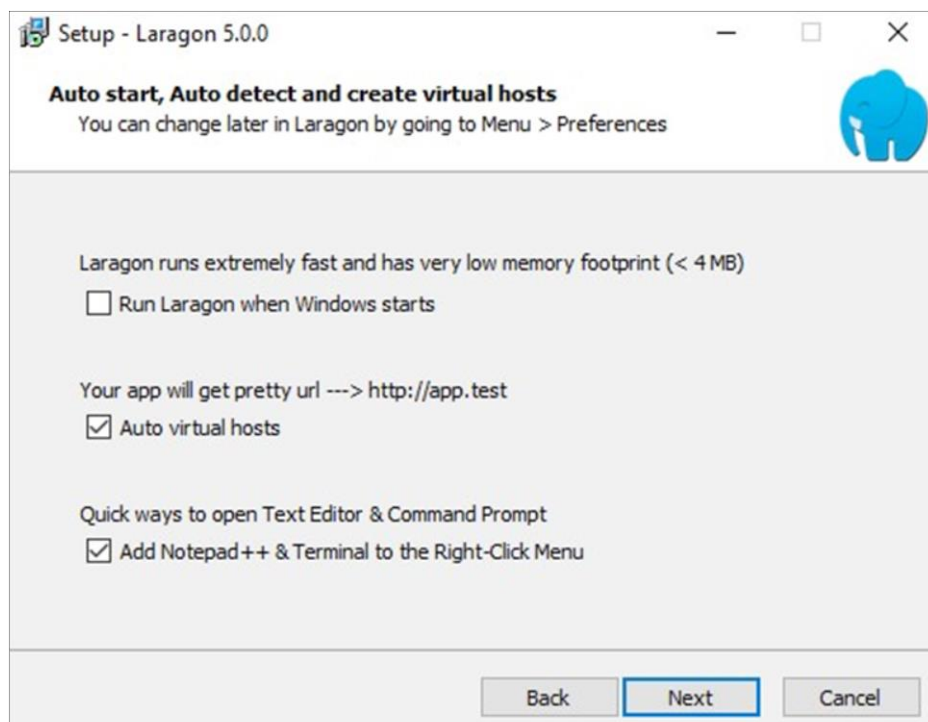 Setup - Laragon 5.0.0
Auto start, Auto detect and create virtual hosts
You can change later in Laragon by going to Menu > Preferences
Laragon runs extremely fast and has very low memory footprint (< 4 MB)
Run Laragon when Windows starts
Your app will get pretty url ---> http://app.test
Auto virtual hosts
Quick ways to open Text Editor & Command Prompt
Add Notepad++ & Terminal to the Right-Click Menu
Back Next Cancel